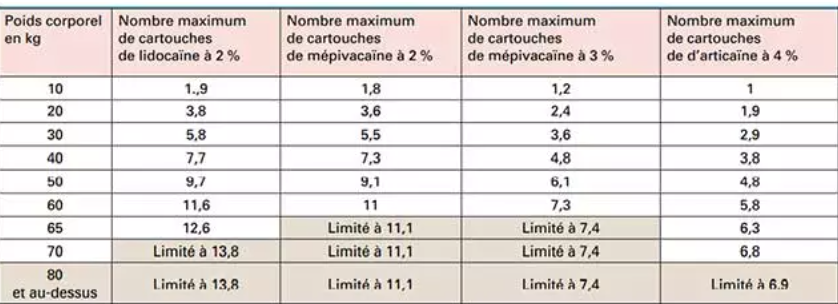 Poids corporel en kg | Nombre maximum de cartouches de lidocaïne à 2 % | Nombre maximum de cartouches de mépivacaïne à 2 % | Nombre maximum de cartouches de mépivacaïne à 3 % | Nombre maximum de cartouches de d'articaïne à 4 %
10 | 1.,9 | 1,8 | 1,2 | 1
20 | 3,8 | 3,6 | 2,4 | 1,9
30 | 5,8 | 5,5 | 3,6 | 2,9
40 | 7,7 | 7,3 | 4,8 | 3,8
50 | 9,7 | 9,1 | 6,1 | 4,8
60 | 11,6 | 11 | 7,3 | 5,8
65 | 12,6 | Limité à 11,1 | Limité à 7,4 | 6,3
70 | Limité à 13,8 | Limité à 11,1 | Limité à 7,4 | 6,8
80 et au-dessus | Limité à 13,8 | Limité à 11,1 | Limité à 7,4 | Limité à 6.9